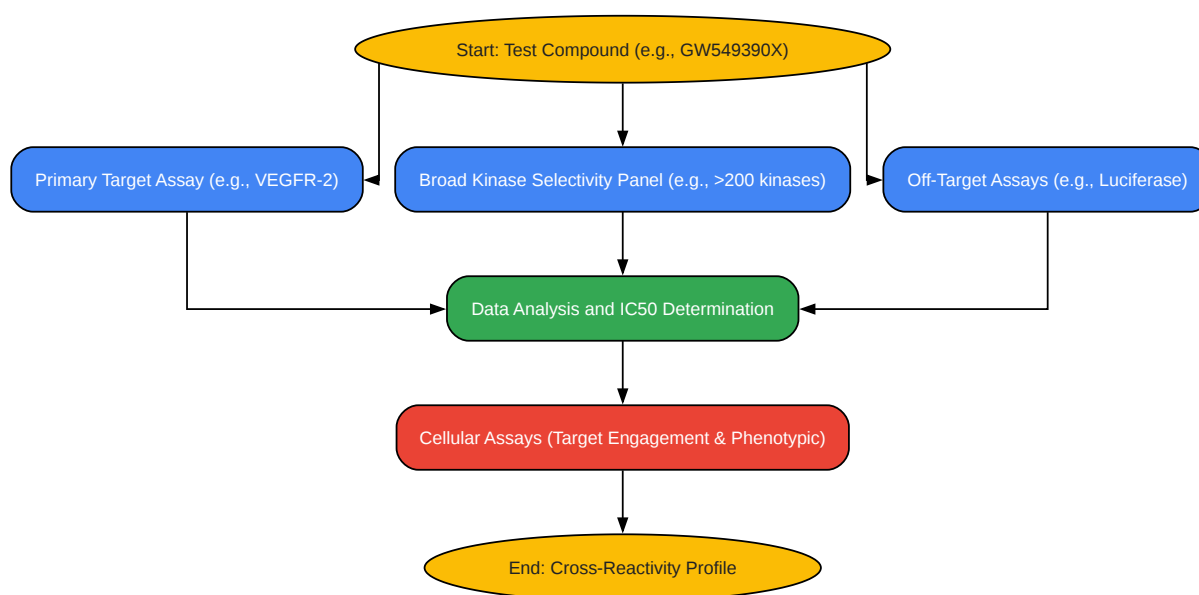 Start: Test Compound (e.g., GW549390X)
Primary Target Assay (e.g., VEGFR-2)
Broad Kinase Selectivity Panel (e.g., >200 kinases)
Off-Target Assays (e.g., Luciferase)
Data Analysis and IC50 Determination
Cellular Assays (Target Engagement & Phenotypic)
End: Cross-Reactivity Profile